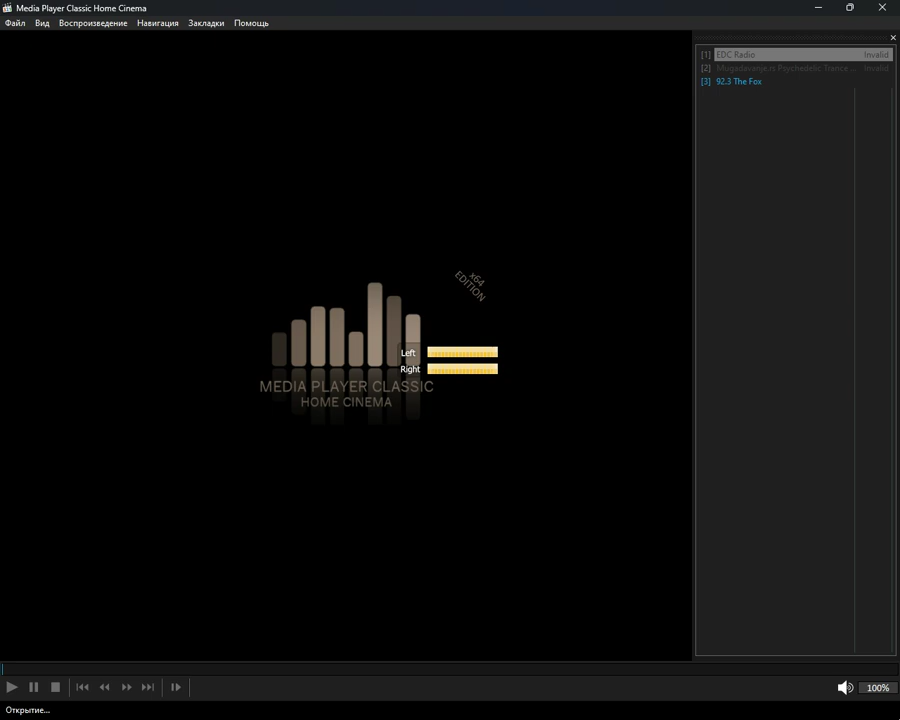 Media Player Classic Home Cinema
Файл Вид Воспроизведение Навигация Закладки Помощь
[1] EDC Radio Invalid
[2] Mugadavanje.rs Psychedelic Trance ... Invalid
[3] 92.3 The Fox
x64
EDITION
Left
Right
MEDIA PLAYER CLASSIC
HOME CINEMA
100%
Открытие...